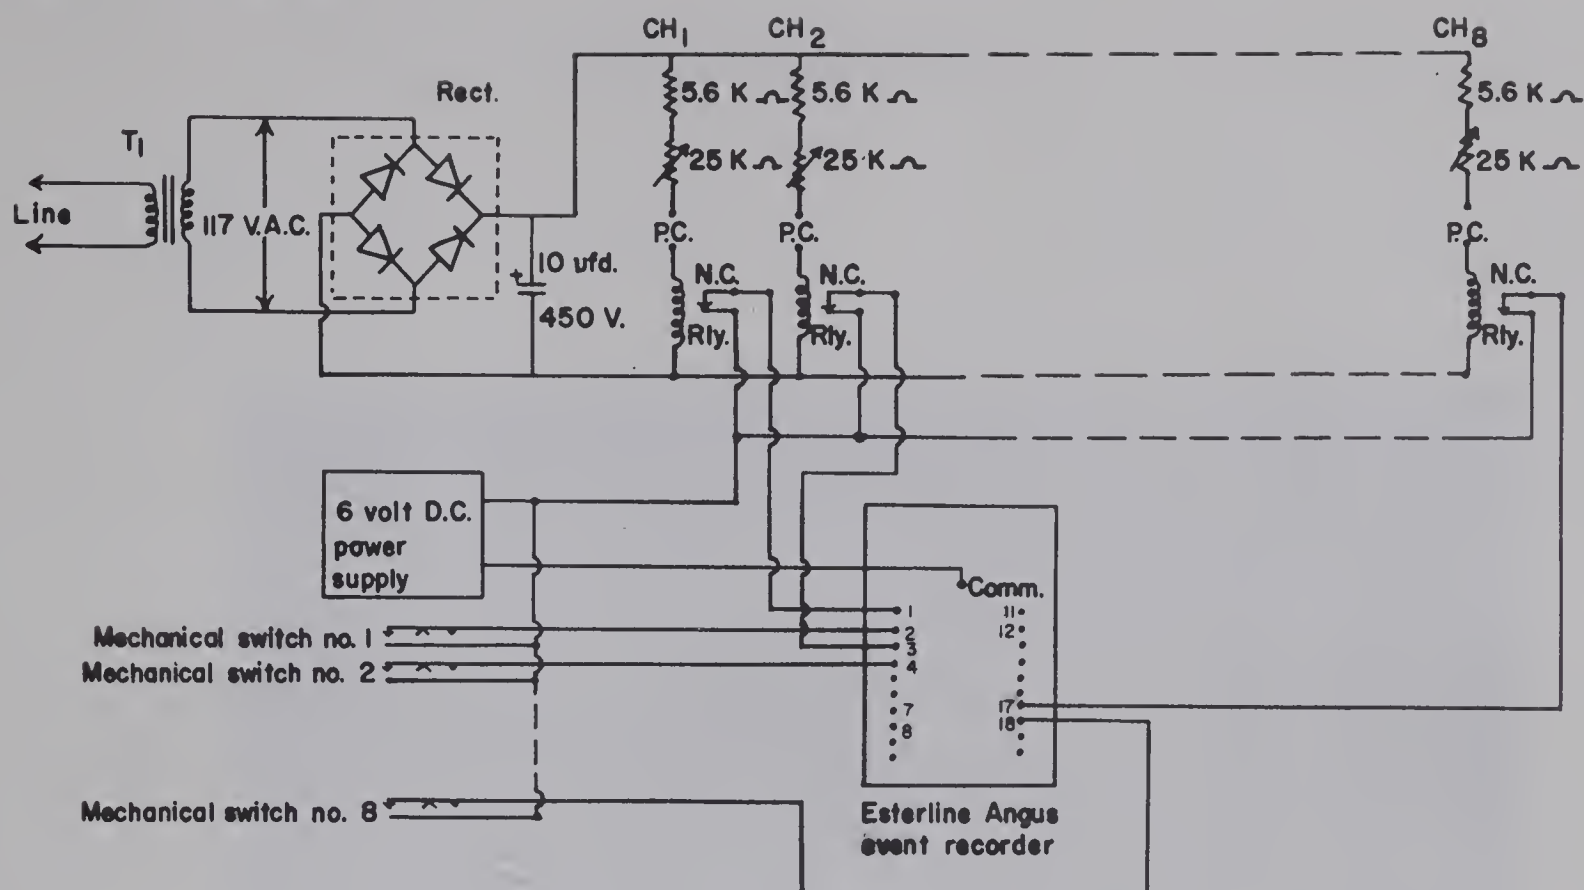 CH1
CH2
CH8
Rect.
5.6 K Ω
5.6 K Ω
5.6 K Ω
T1
25 K Ω
25 K Ω
25 K Ω
Line
117 V.A.C.
P.C.
P.C.
P.C.
+
10 ufd.
450 V.
N.C.
N.C.
N.C.
Rly.
Rly.
Rly.
6 volt D.C.
power
supply
Comm.
1
2
3
4
7
8
11
12
17
18
Mechanical switch no. 1
Mechanical switch no. 2
Mechanical switch no. 8
Esterline Angus
event recorder